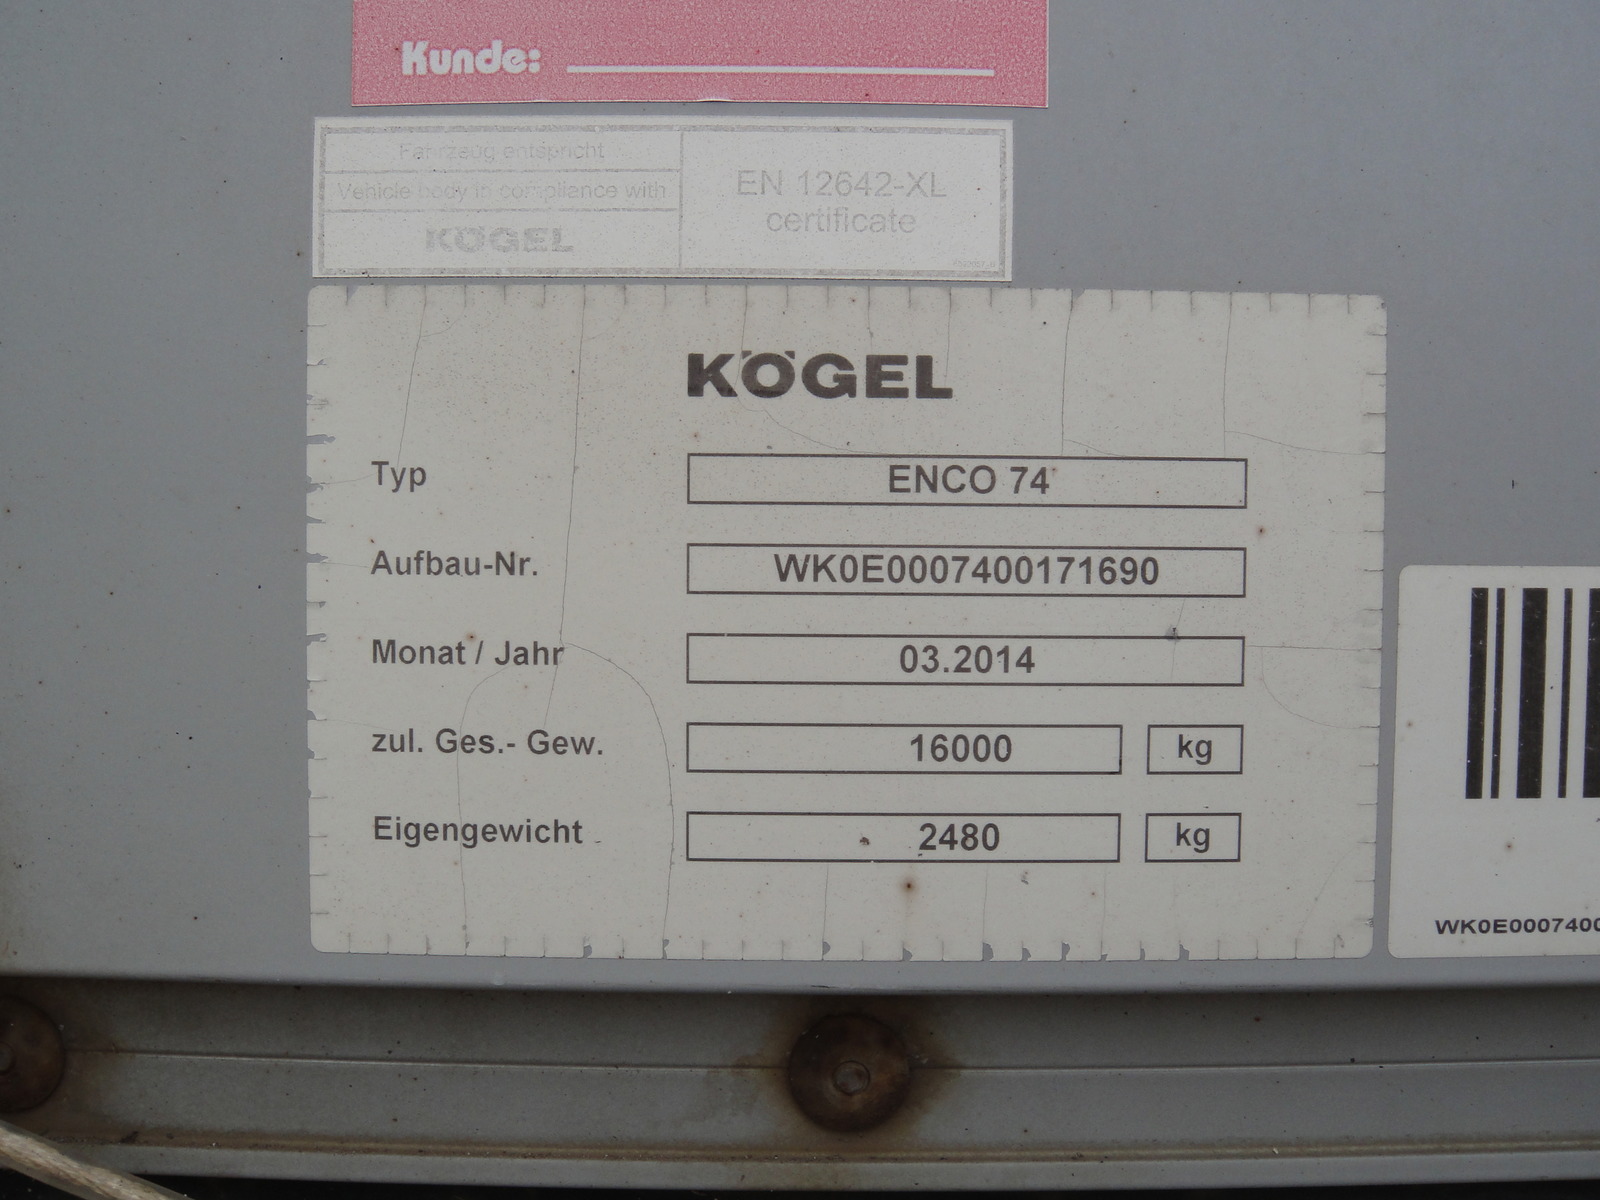 Kunde:
Fahrzeug entspricht
Vehicle body in compliance with
KÖGEL
EN 12642-XL
certificate
KÖGEL
Typ ENCO 74
Aufbau-Nr. WK0E0007400171690
Monat / Jahr 03.2014
zul. Ges.- Gew. 16000 kg
Eigengewicht 2480 kg
WK0E000740